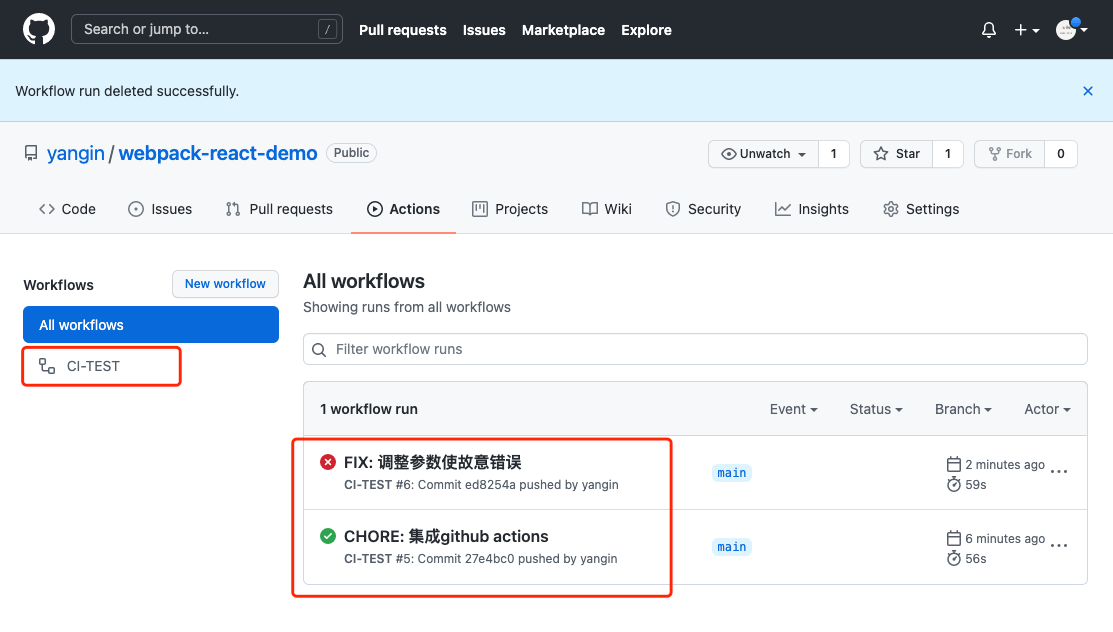 Search or jump to... /
Pull requests Issues Marketplace Explore
Workflow run deleted successfully.
yangin / webpack-react-demo Public
Unwatch 1 Star 1 Fork 0
Code Issues Pull requests Actions Projects Wiki Security Insights Settings
Workflows New workflow
All workflows
CI-TEST
All workflows
Showing runs from all workflows
Filter workflow runs
1 workflow run Event Status Branch Actor
FIX: 调整参数使故意错误
CI-TEST #6: Commit ed8254a pushed by yangin
main
2 minutes ago
59s
CHORE: 集成github actions
CI-TEST #5: Commit 27e4bc0 pushed by yangin
main
6 minutes ago
56s